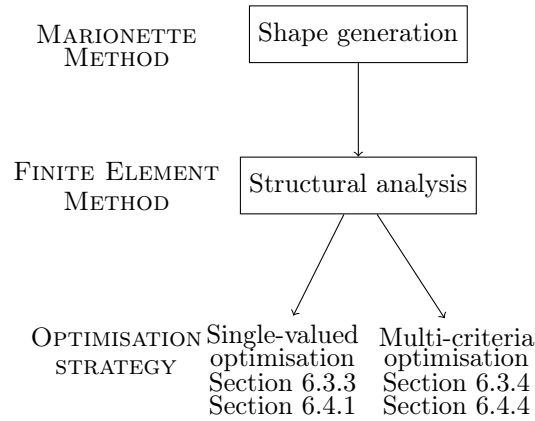 MARIONETTE
METHOD
Shape generation
FINITE ELEMENT
METHOD
Structural analysis
OPTIMISATION
STRATEGY
Single-valued
optimisation
Section 6.3.3
Section 6.4.1
Multi-criteria
optimisation
Section 6.3.4
Section 6.4.4